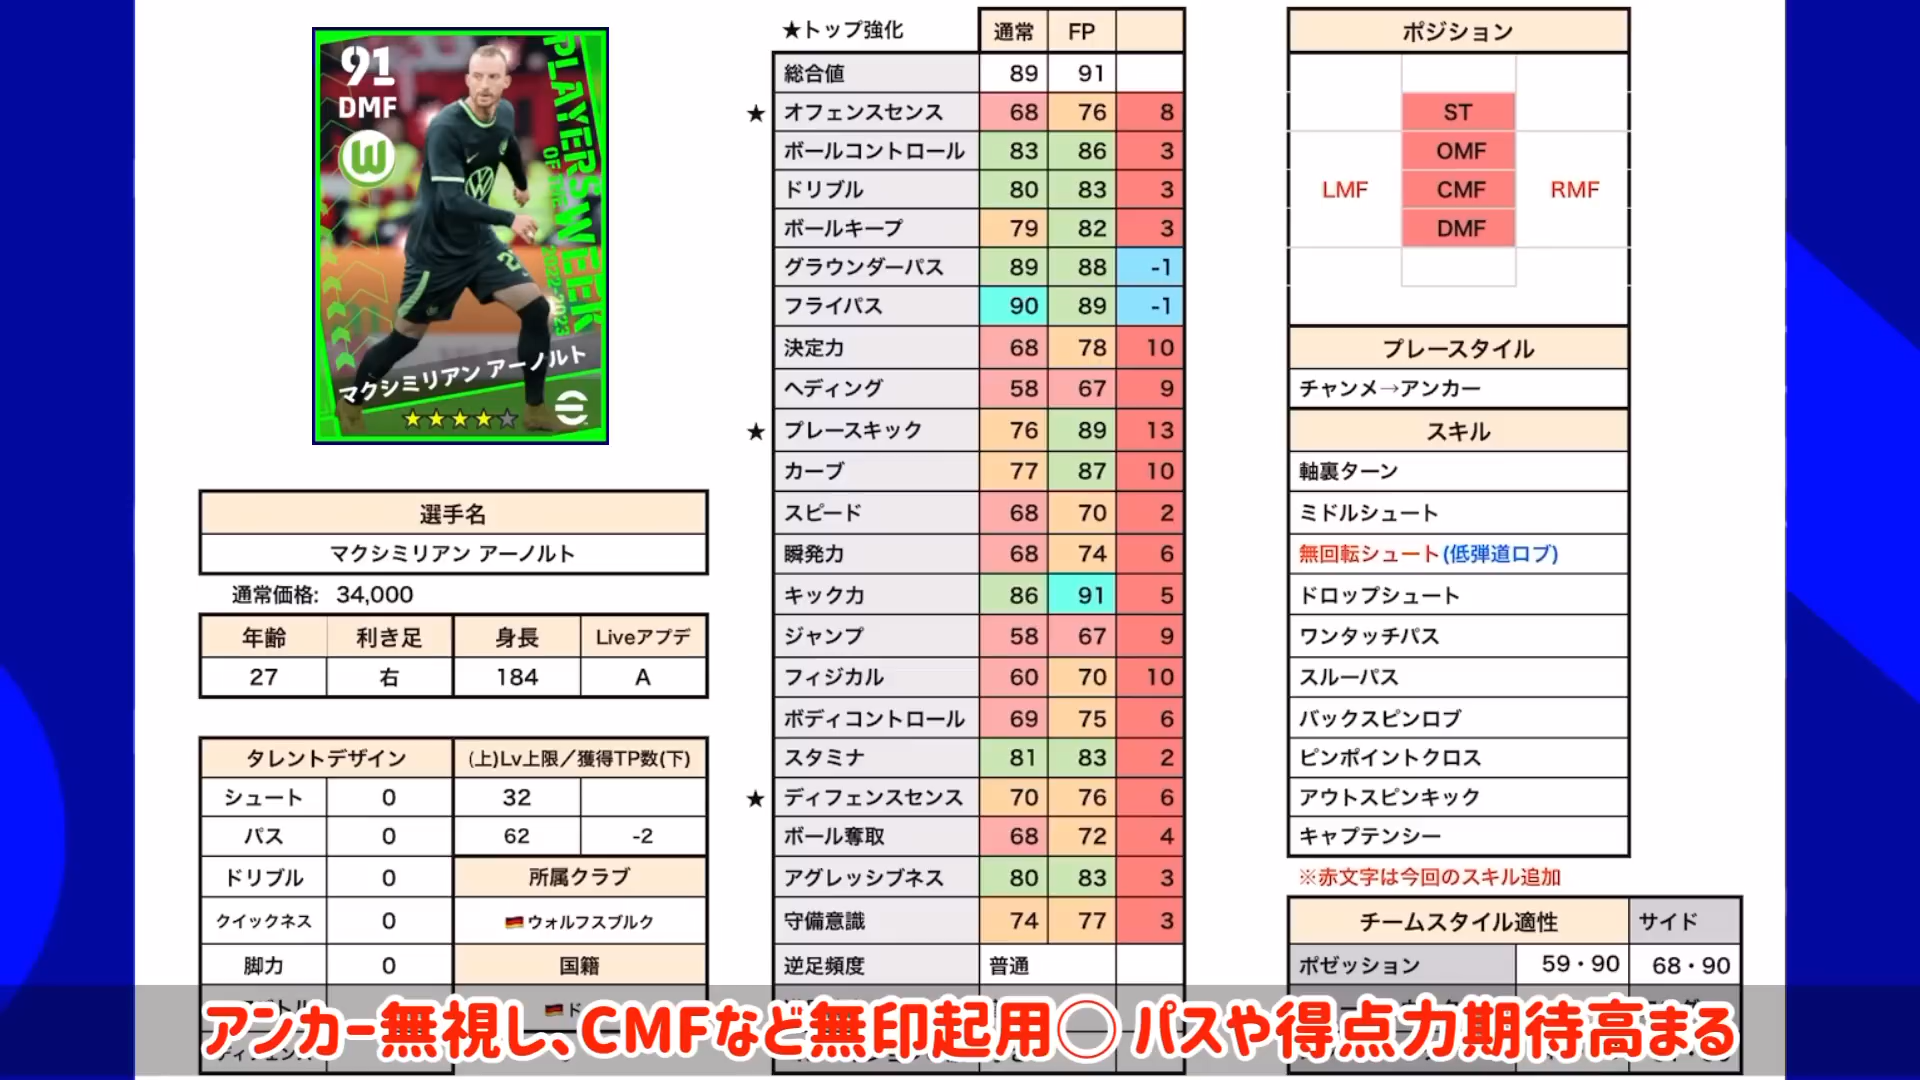 91
DMF
W
PLAYERS
OF THE WEEK
2022-2023
マクシミリアン アーノルト
選手名
マクシミリアン アーノルト
通常価格: 34,000
年齢 利き足 身長 Liveアプデ
27 右 184 A
タレントデザイン (上)Lv上限／獲得TP数(下)
シュート 0 32
パス 0 62 -2
ドリブル 0 所属クラブ
クイックネス 0 ウォルフスブルク
脚力 0 国籍
★トップ強化 通常 FP
総合値 89 91
★ オフェンスセンス 68 76 8
ボールコントロール 83 86 3
ドリブル 80 83 3
ボールキープ 79 82 3
グラウンダーパス 89 88 -1
フライパス 90 89 -1
決定力 68 78 10
ヘディング 58 67 9
★ プレースキック 76 89 13
カーブ 77 87 10
スピード 68 70 2
瞬発力 68 74 6
キック力 86 91 5
ジャンプ 58 67 9
フィジカル 60 70 10
ボディコントロール 69 75 6
スタミナ 81 83 2
★ ディフェンスセンス 70 76 6
ボール奪取 68 72 4
アグレッシブネス 80 83 3
守備意識 74 77 3
逆足頻度 普通
ポジション
ST
OMF
LMF CMF RMF
DMF
プレースタイル
チャンメ→アンカー
スキル
軸裏ターン
ミドルシュート
無回転シュート(低弾道ロブ)
ドロップシュート
ワンタッチパス
スルーパス
バックスピンロブ
ピンポイントクロス
アウトスピンキック
キャプテンシー
※赤文字は今回のスキル追加
チームスタイル適性 サイド
ポゼッション 59・90 68・90
アンカー無視し、CMFなど無印起用◯ パスや得点力期待高まる